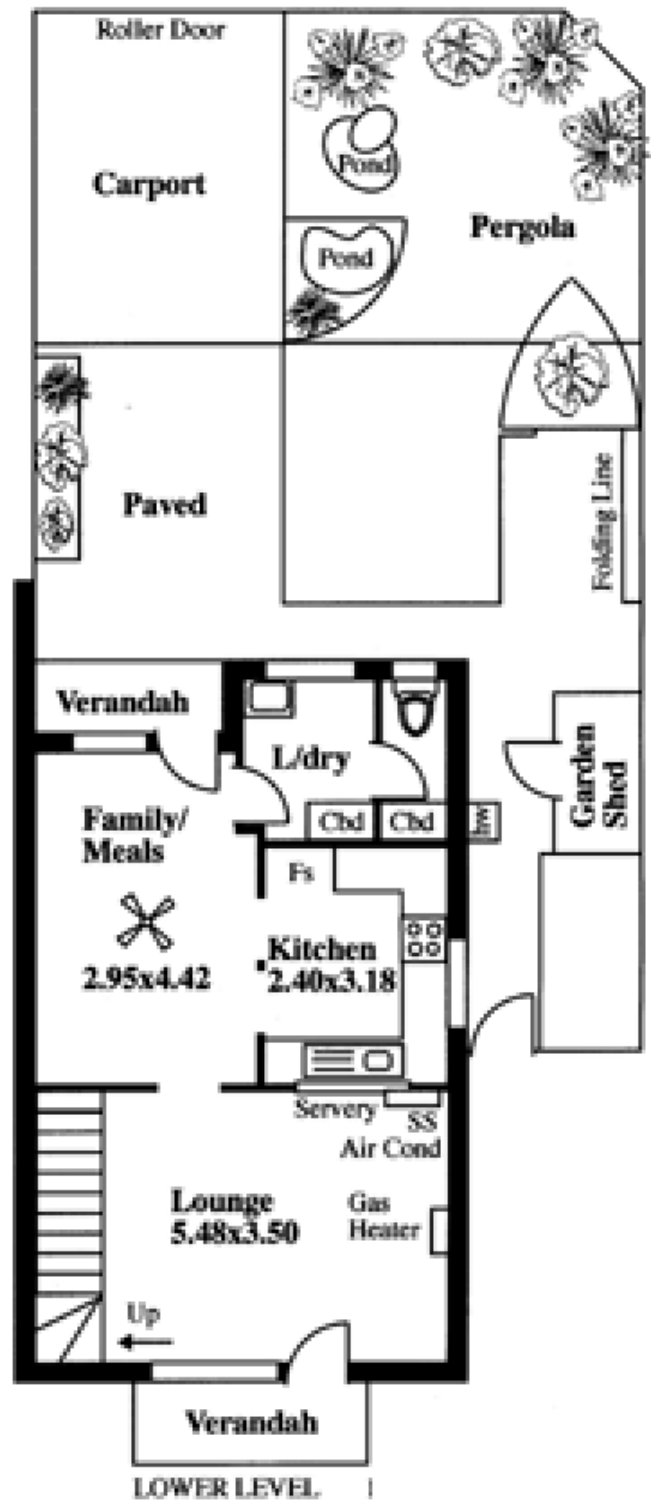 Roller Door
Carport
Pond
Pergola
Pond
Paved
Folding Line
Verandah
L/dry
Garden
Shed
Cbd
Cbd
hw
Family/
Meals
2.95x4.42
Fs
Kitchen
2.40x3.18
Servery
SS
Air Cond
Lounge
5.48x3.50
Gas
Heater
Up
Verandah
LOWER LEVEL